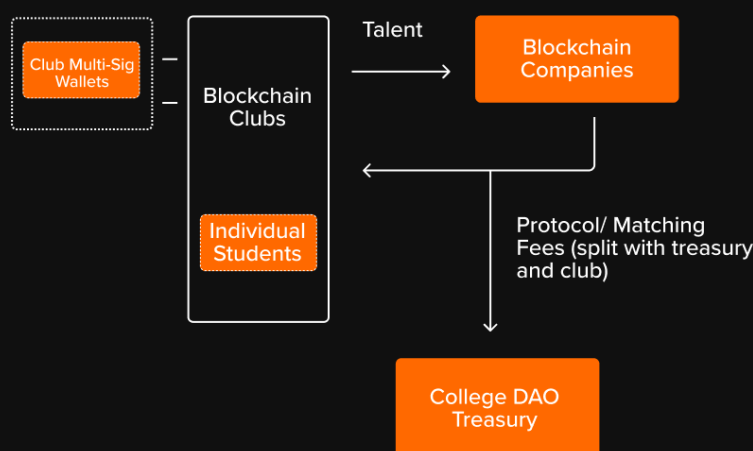 Talent
Blockchain
Companies
Club Multi-Sig
Wallets
Blockchain
Clubs
Individual
Students
Protocol/ Matching
Fees (split with treasury
and club)
College DAO
Treasury